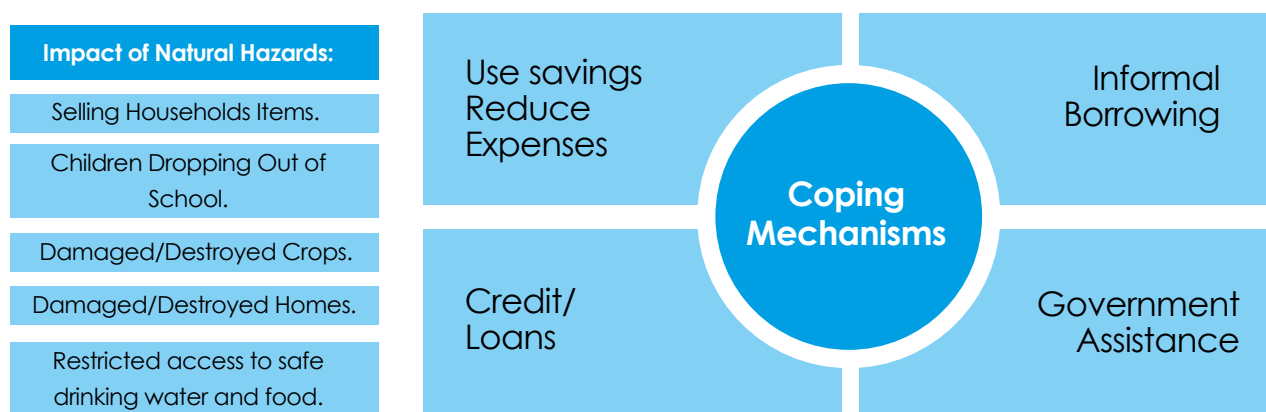 Impact of Natural Hazards:
Selling Households Items.
Children Dropping Out of
School.
Damaged/Destroyed Crops.
Damaged/Destroyed Homes.
Restricted access to safe
drinking water and food.
Use savings
Reduce
Expenses
Informal
Borrowing
Coping
Mechanisms
Credit/
Loans
Government
Assistance